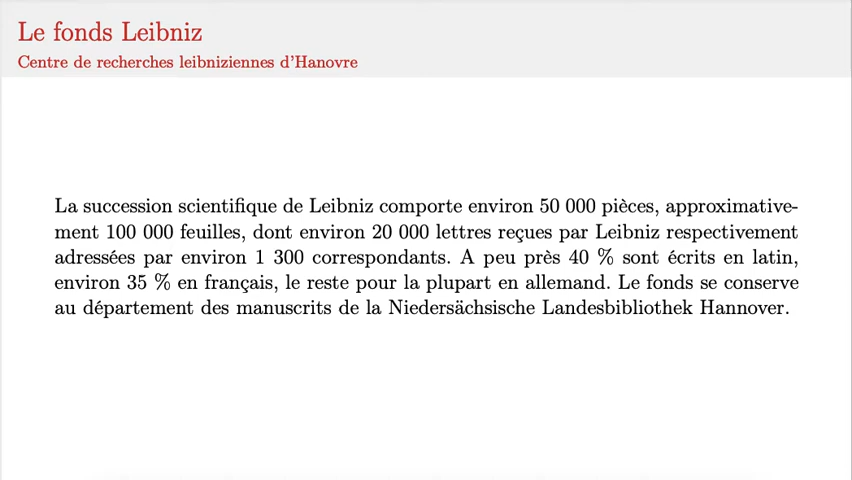 Le fonds Leibniz
Centre de recherches leibniziennes d'Hanovre
La succession scientifique de Leibniz comporte environ 50 000 pièces, approximative-
ment 100 000 feuilles, dont environ 20 000 lettres reçues par Leibniz respectivement
adressées par environ 1 300 correspondants. A peu près 40 % sont écrits en latin,
environ 35 % en français, le reste pour la plupart en allemand. Le fonds se conserve
au département des manuscrits de la Niedersächsische Landesbibliothek Hannover.